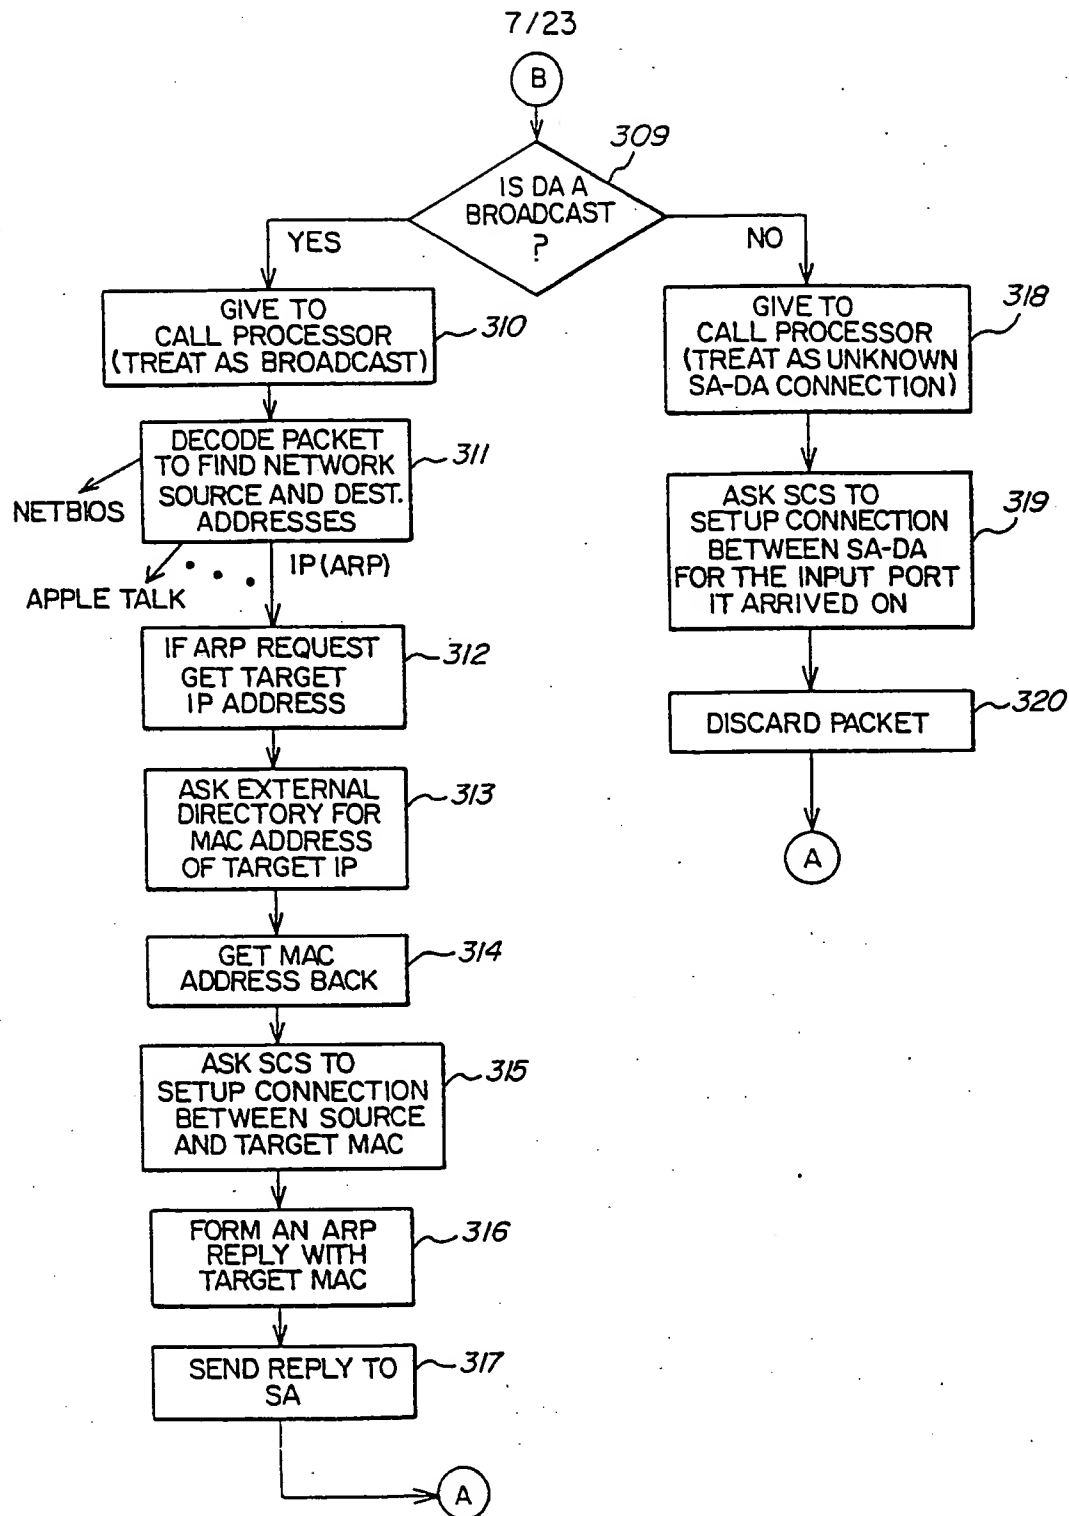 7/23
B
309
IS DA A
BROADCAST
?
YES
NO
GIVE TO
CALL PROCESSOR
(TREAT AS BROADCAST)
310
DECODE PACKET
TO FIND NETWORK
SOURCE AND DEST.
ADDRESSES
311
NETBIOS
APPLE TALK
IP (ARP)
IF ARP REQUEST
GET TARGET
IP ADDRESS
312
ASK EXTERNAL
DIRECTORY FOR
MAC ADDRESS
OF TARGET IP
313
GET MAC
ADDRESS BACK
314
ASK SCS TO
SETUP CONNECTION
BETWEEN SOURCE
AND TARGET MAC
315
FORM AN ARP
REPLY WITH
TARGET MAC
316
SEND REPLY TO
SA
317
A
GIVE TO
CALL PROCESSOR
(TREAT AS UNKNOWN
SA-DA CONNECTION)
318
ASK SCS TO
SETUP CONNECTION
BETWEEN SA-DA
FOR THE INPUT PORT
IT ARRIVED ON
319
DISCARD PACKET
320
A